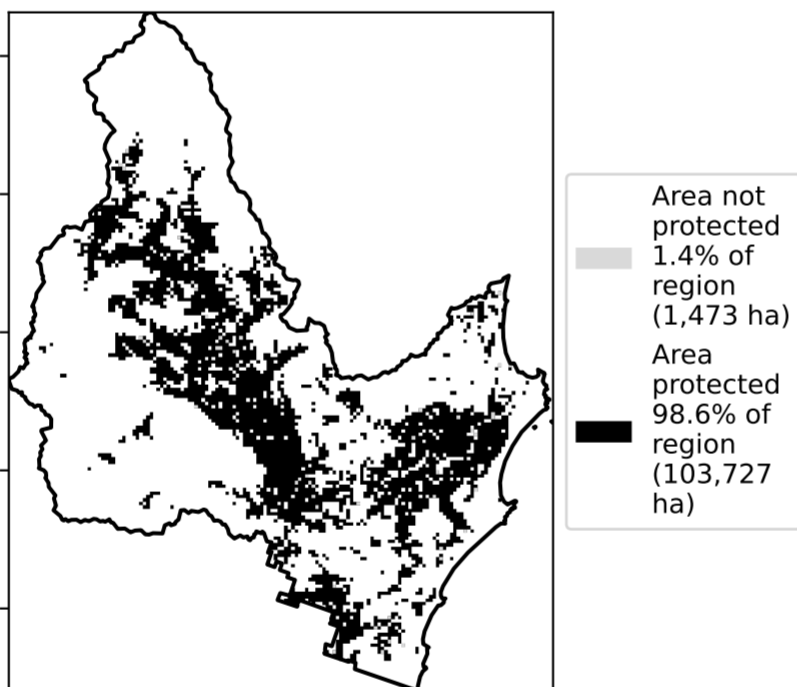 Area not
protected
1.4% of
region
(1,473 ha)
Area
protected
98.6% of
region
(103,727
ha)